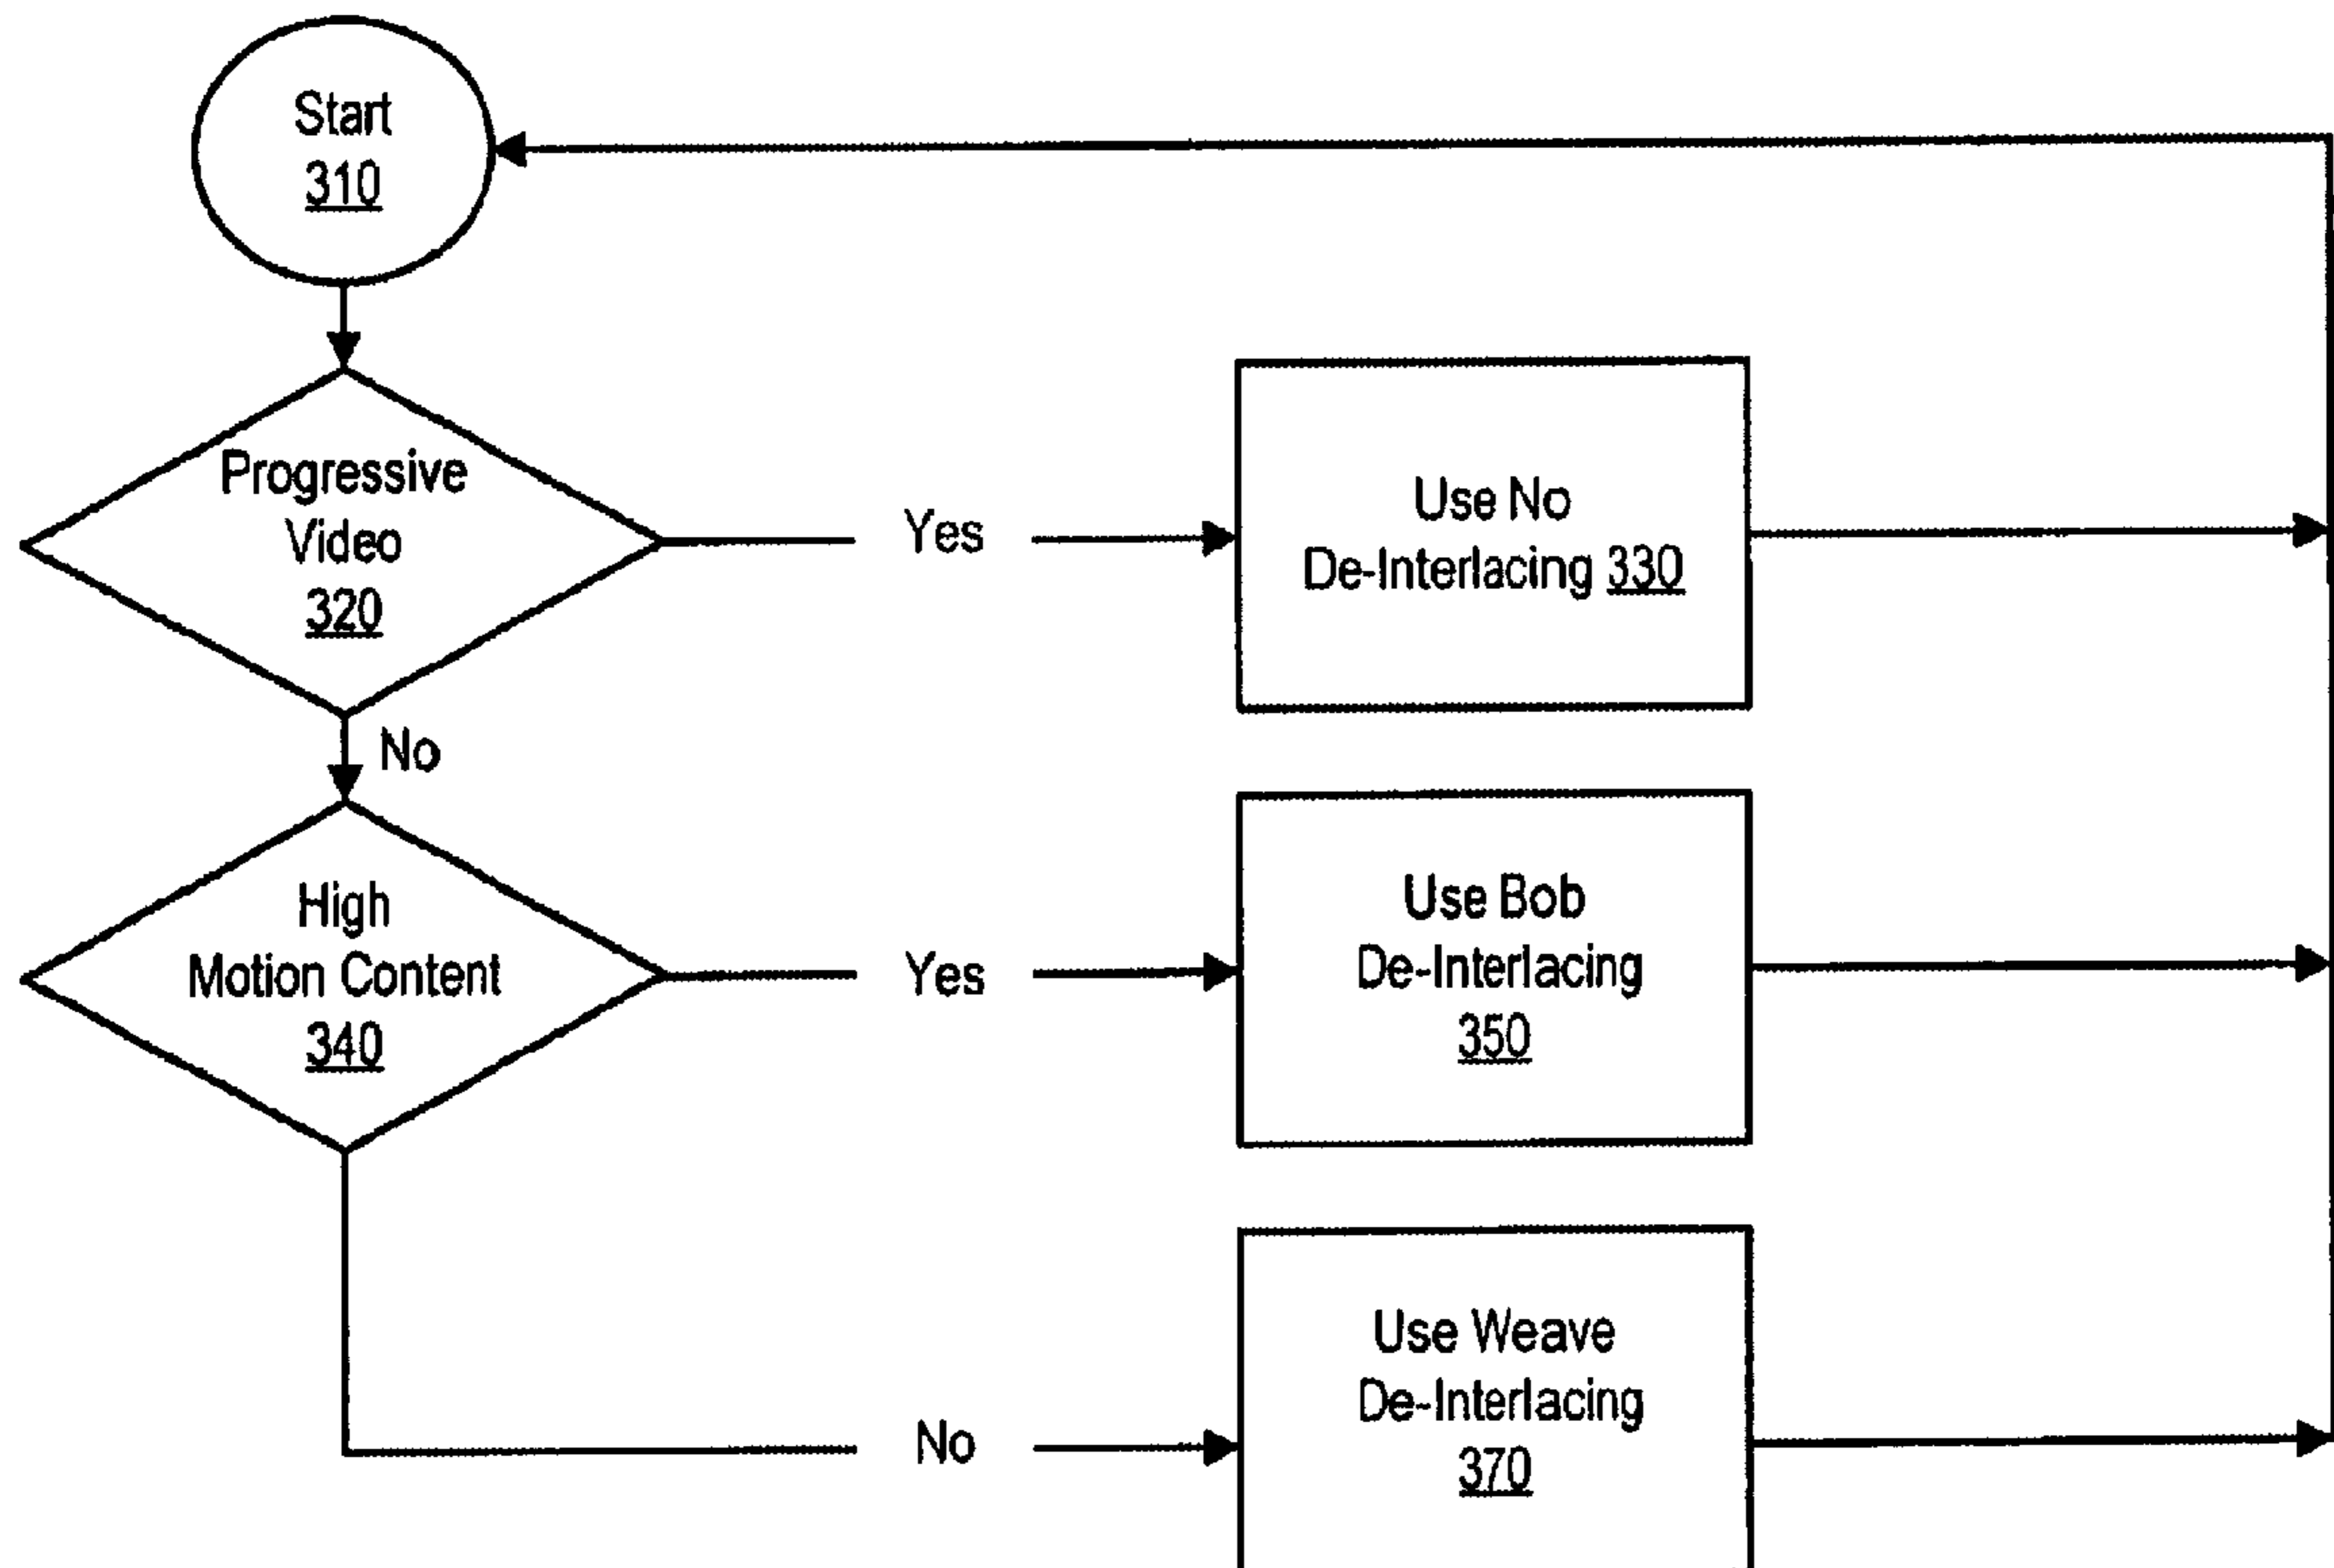 Start
310
Progressive
Video
320
Yes
Use No
De-Interlacing 330
No
High
Motion Content
340
Yes
Use Bob
De-Interlacing
350
No
Use Weave
De-Interlacing
370